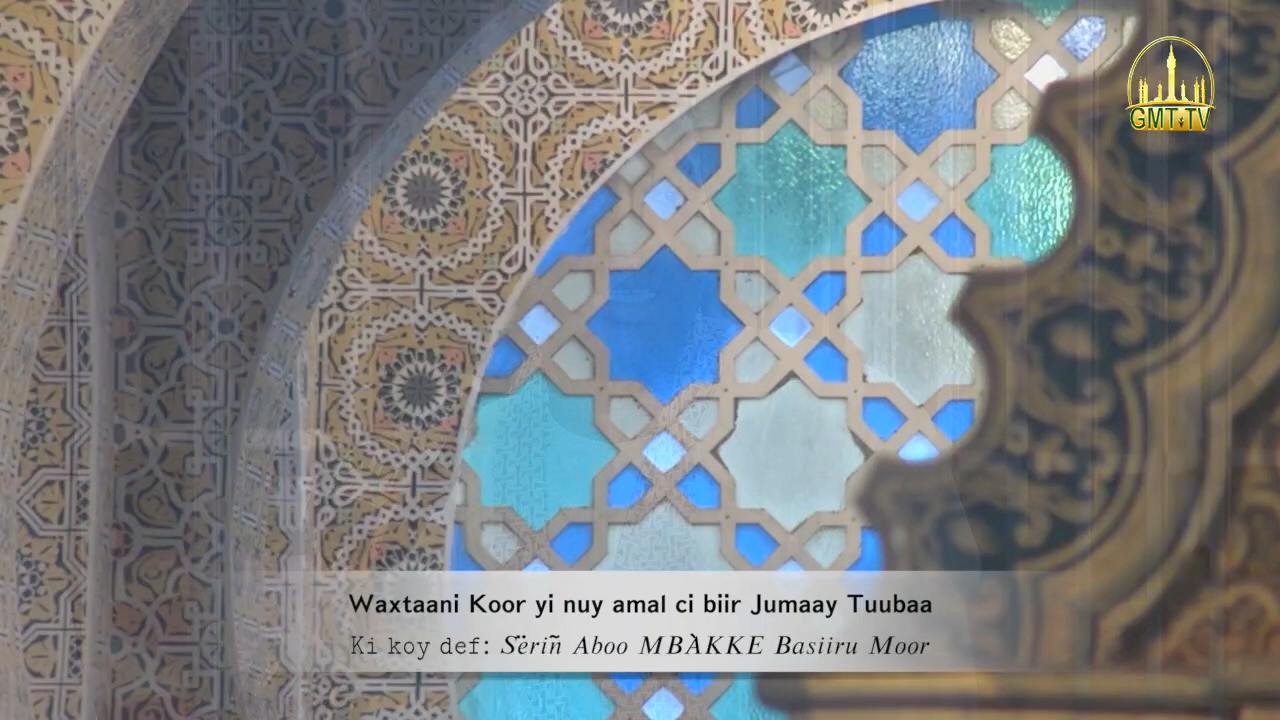 GMT TV
Waxtaani Koor yi nuy amal ci biir Jumaay Tuubaa
Ki koy def: Sëriñ Aboo MBÀKKE Basiiru Moor